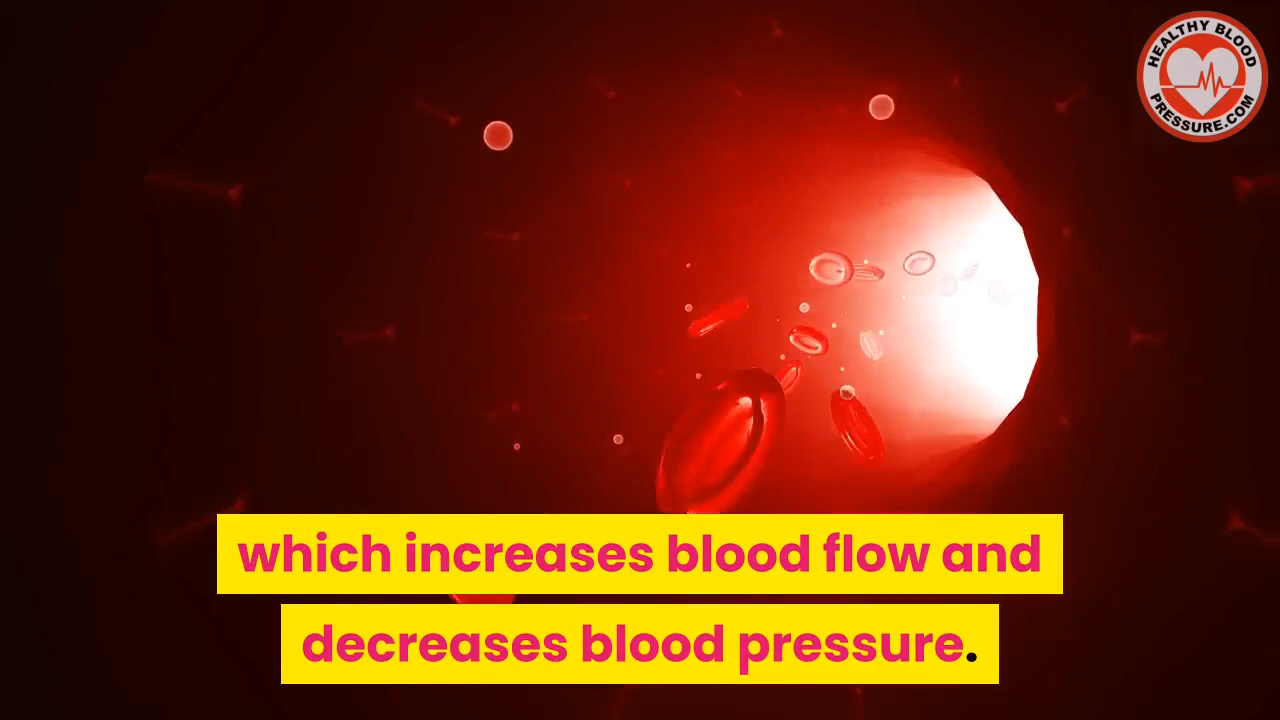 HEALTHY BLOOD
PRESSURE.COM
which increases blood flow and
decreases blood pressure.